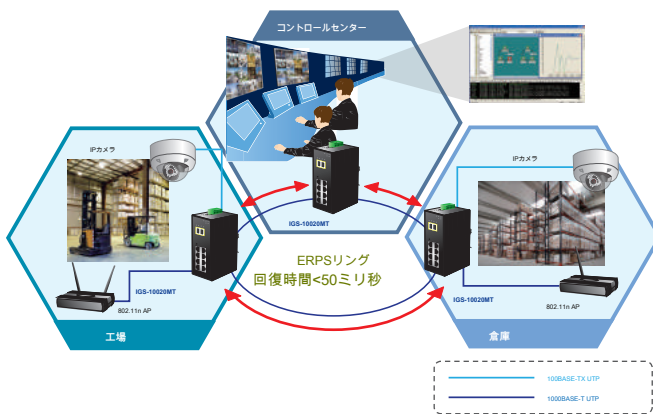 コントロールセンター
IPカメラ
IPカメラ
IGS-10020MT
ERPSリング
回復時間<50ミリ秒
IGS-10020MT
802.11n AP
IGS-10020MT
802.11n AP
工場
倉庫
100BASE-TX UTP
1000BASE-T UTP